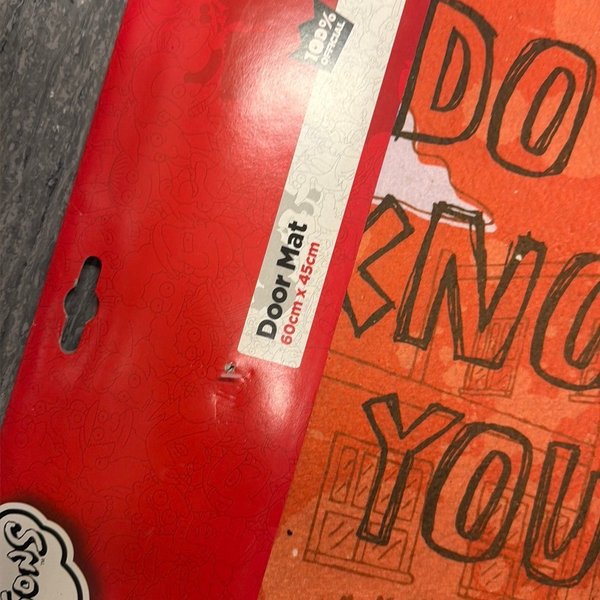 100%
OFFICIAL
Door Mat
60cm x 45cm
DO
KNO
YOU